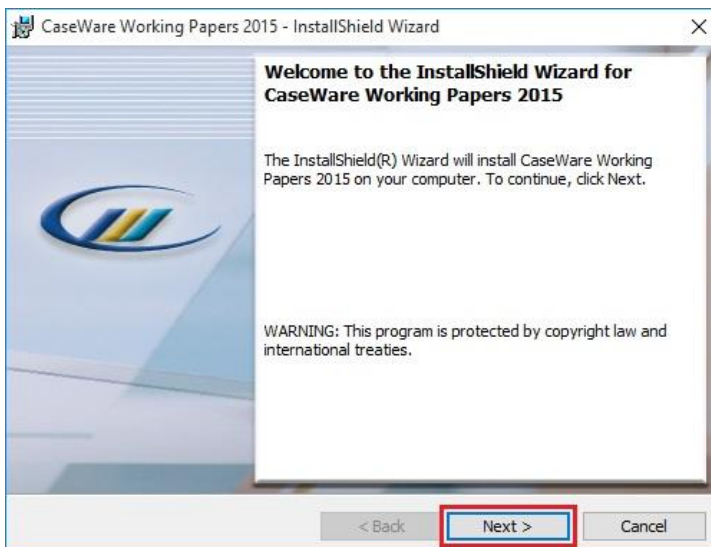 CaseWare Working Papers 2015 - InstallShield Wizard
Welcome to the InstallShield Wizard for
CaseWare Working Papers 2015
The InstallShield(R) Wizard will install CaseWare Working
Papers 2015 on your computer. To continue, click Next.
WARNING: This program is protected by copyright law and
international treaties.
< Back Next > Cancel